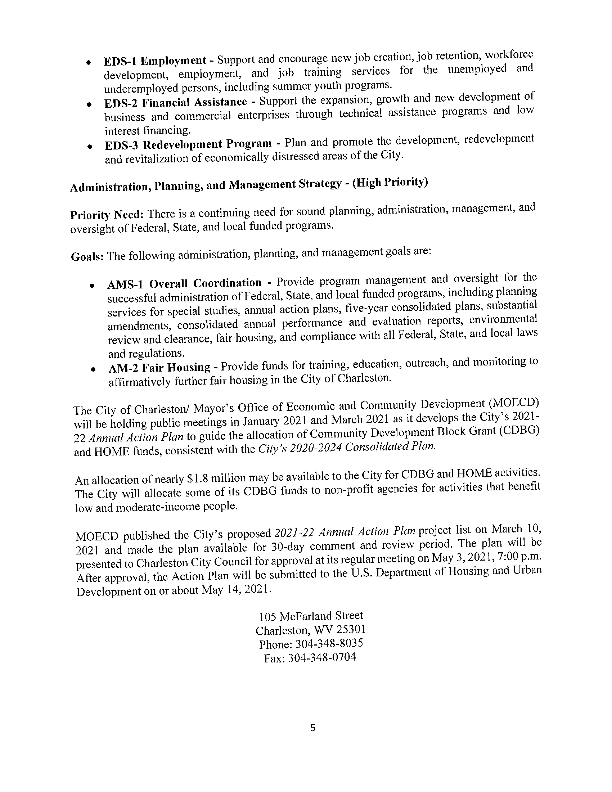 • EDS-1 Employment - Support and encourage new job creation, job retention, workforce
development, employment, and job training services for the unemployed and
underemployed persons, including summer youth programs.
• EDS-2 Financial Assistance - Support the expansion, growth and new development of
business and commercial enterprises through technical assistance programs and low
interest financing.
• EDS-3 Redevelopment Program - Plan and promote the development, redevelopment
and revitalization of economically distressed areas of the City.
Administration, Planning, and Management Strategy - (High Priority)
Priority Need: There is a continuing need for sound planning, administration, management, and
oversight of Federal, State, and local funded programs.
Goals: The following administration, planning, and management goals are:
• AMS-1 Overall Coordination - Provide program management and oversight for the
successful administration of Federal, State, and local funded programs, including planning
services for special studies, annual action plans, five-year consolidated plans, substantial
amendments, consolidated annual performance and evaluation reports, environmental
review and clearance, fair housing, and compliance with all Federal, State, and local laws
and regulations.
• AM-2 Fair Housing - Provide funds for training, education, outreach, and monitoring to
affirmatively further fair housing in the City of Charleston.
The City of Charleston/ Mayor's Office of Economic and Community Development (MOECD)
will be holding public meetings in January 2021 and March 2021 as it develops the City's 2021-
22 Annual Action Plan to guide the allocation of Community Development Block Grant (CDBG)
and HOME funds, consistent with the City's 2020-2024 Consolidated Plan.
An allocation of nearly $1.8 million may be available to the City for CDBG and HOME activities.
The City will allocate some of its CDBG funds to non-profit agencies for activities that benefit
low and moderate-income people.
MOECD published the City's proposed 2021-22 Annual Action Plan project list on March 10,
2021 and made the plan available for 30-day comment and review period. The plan will be
presented to Charleston City Council for approval at its regular meeting on May 3, 2021, 7:00 p.m.
After approval, the Action Plan will be submitted to the U.S. Department of Housing and Urban
Development on or about May 14, 2021.
105 McFarland Street
Charleston, WV 25301
Phone: 304-348-8035
Fax: 304-348-0704
5